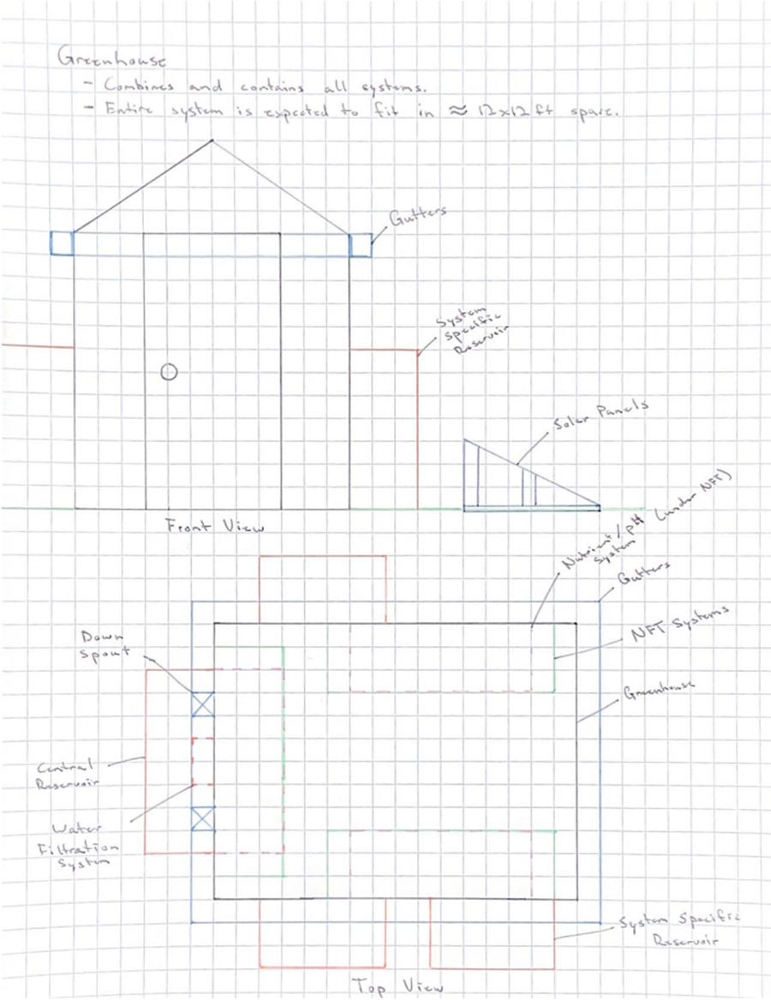 Greenhouse
- Combines and contains all systems.
- Entire system is expected to fit in ≈ 12x12 ft space.
Gutters
System
Specific
Reservoir
Solar Panels
Front View
Nutrient/pH (under NFT)
System
Gutters
Down
Spout
NFT Systems
Greenhouse
Central
Reservoir
Water
Filtration
System
System Specific
Reservoir
Top View